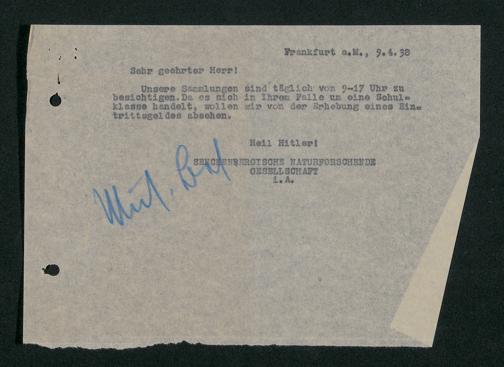 Frankfurt a.M., 9.4.38
Sehr geehrter Herr!
Unsere Sammlungen sind täglich von 9-17 Uhr zu
besichtigen.Da es sich in Ihrem Falle um eine Schul=
klasse handelt, wollen wir von der Erhebung eines Ein=
trittsgeldes absehen.
Heil Hitler!
SENCKENBERGISCHE NATURFORSCHENDE
GESELLSCHAFT
i.A.